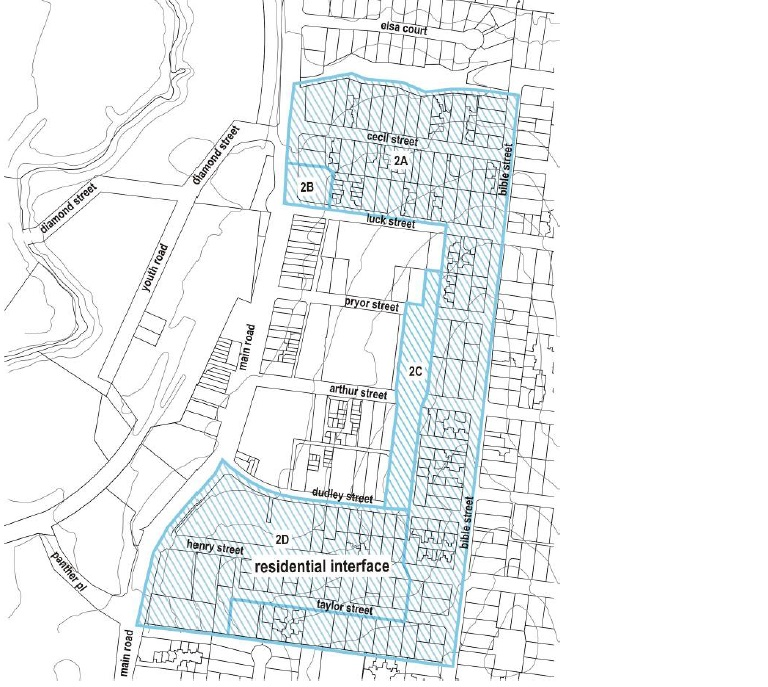 elsa court
cecil street
2A
bible street
diamond street
2B
diamond street
luck street
youth road
pryor street
main road
2C
arthur street
dudley street
bible street
2D
henry street
residential interface
panther pl
taylor street
main road